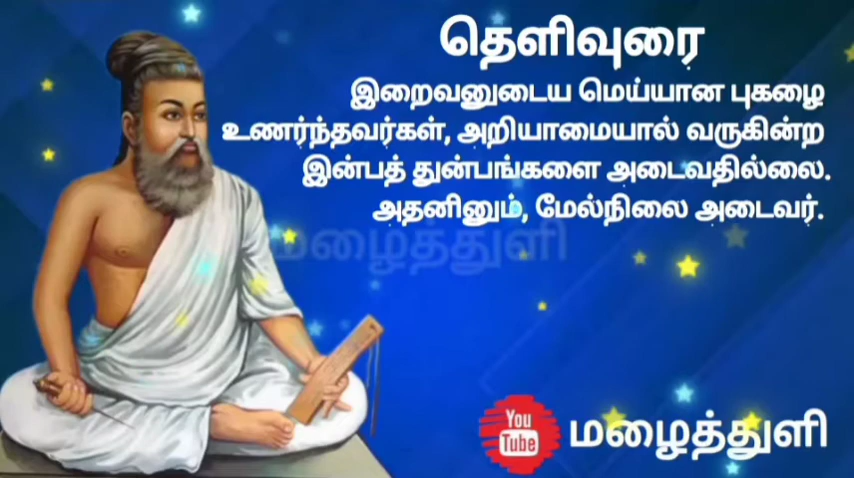 தெளிவுரை
இறைவனுடைய மெய்யான புகழை
உணர்ந்தவர்கள், அறியாமையால் வருகின்ற
இன்பத் துன்பங்களை அடைவதில்லை.
அதனினும், மேல்நிலை அடைவர்.
மழைத்துளி
You
Tube
மழைத்துளி